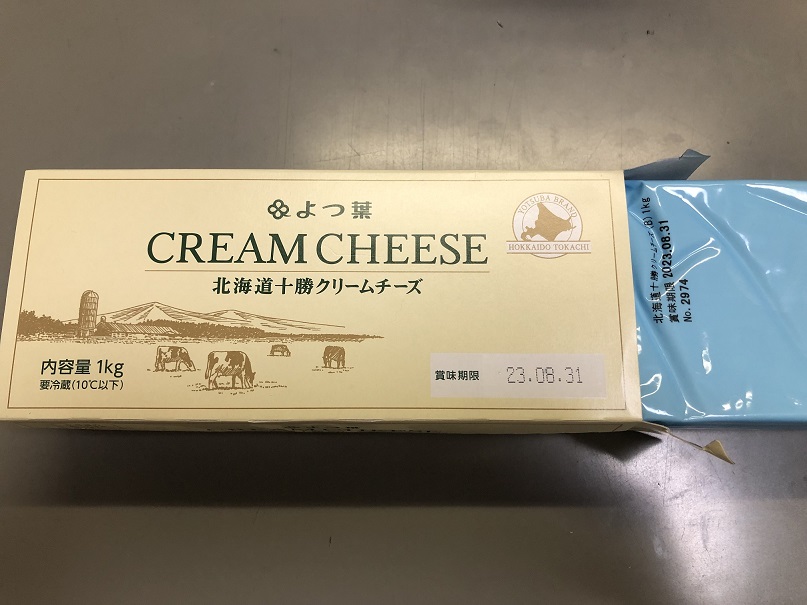 よつ葉
CREAM CHEESE
北海道十勝クリームチーズ
YOTSUBA BRAND
HOKKAIDO TOKACHI
内容量 1kg
要冷蔵(10℃以下)
賞味期限 23.08.31
北海道十勝クリームチーズ(B) 1kg
賞味期限 2023.08.31
No. 2974